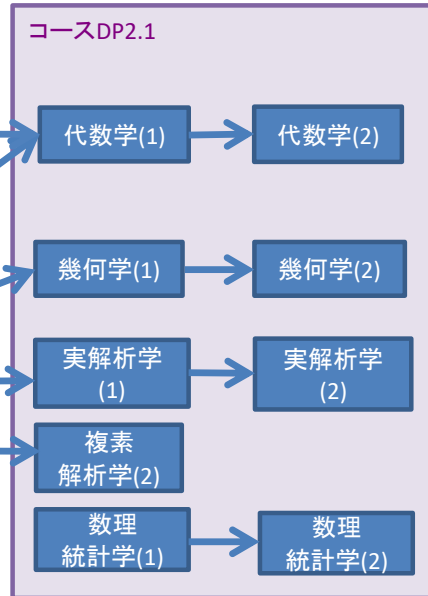 コースDP2.1
代数学(1)
代数学(2)
幾何学(1)
幾何学(2)
実解析学
(1)
実解析学
(2)
複素
解析学(2)
数理
統計学(1)
数理
統計学(2)